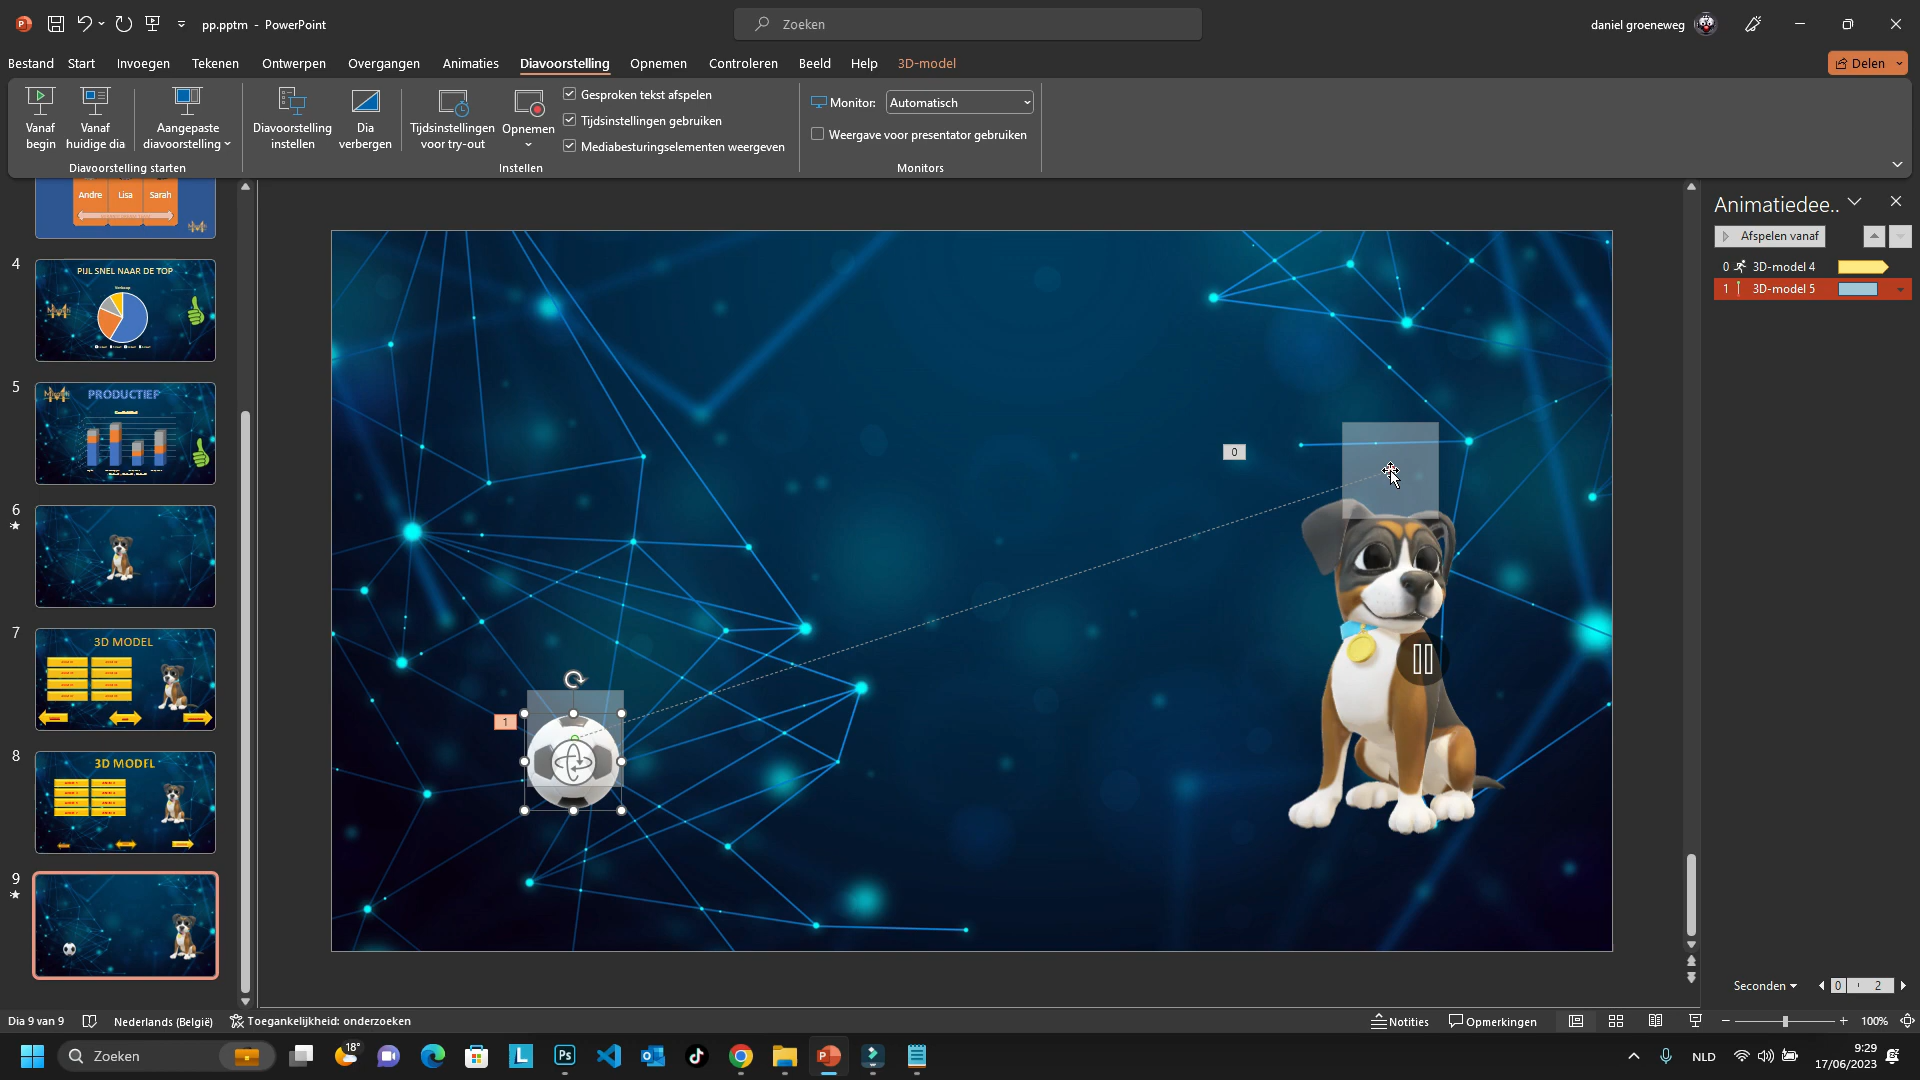 pp.pptm - PowerPoint
Zoeken
daniel groeneweg
Bestand Start Invoegen Tekenen Ontwerpen Overgangen Animaties Diavoorstelling Opnemen Controleren Beeld Help 3D-model
Delen
Vanaf begin
Vanaf huidige dia
Aangepaste diavoorstelling
Diavoorstelling instellen
Dia verbergen
Tijdsinstellingen voor try-out
Opnemen
Gesproken tekst afspelen
Tijdsinstellingen gebruiken
Mediabesturingselementen weergeven
Monitor: Automatisch
Weergave voor presentator gebruiken
Diavoorstelling starten
Instellen
Monitors
Andre Lisa Sarah
4
PIJL SNEL NAAR DE TOP
5
PRODUCTIEF
6
7
3D MODEL
8
3D MODEL
9
0
1
Animatiedee..
Afspelen vanaf
0 3D-model 4
1 3D-model 5
Seconden 0 2
Dia 9 van 9
Nederlands (België)
Toegankelijkheid: onderzoeken
Notities
Opmerkingen
100%
Zoeken
18°
L
Ps
NLD
9:29
17/06/2023